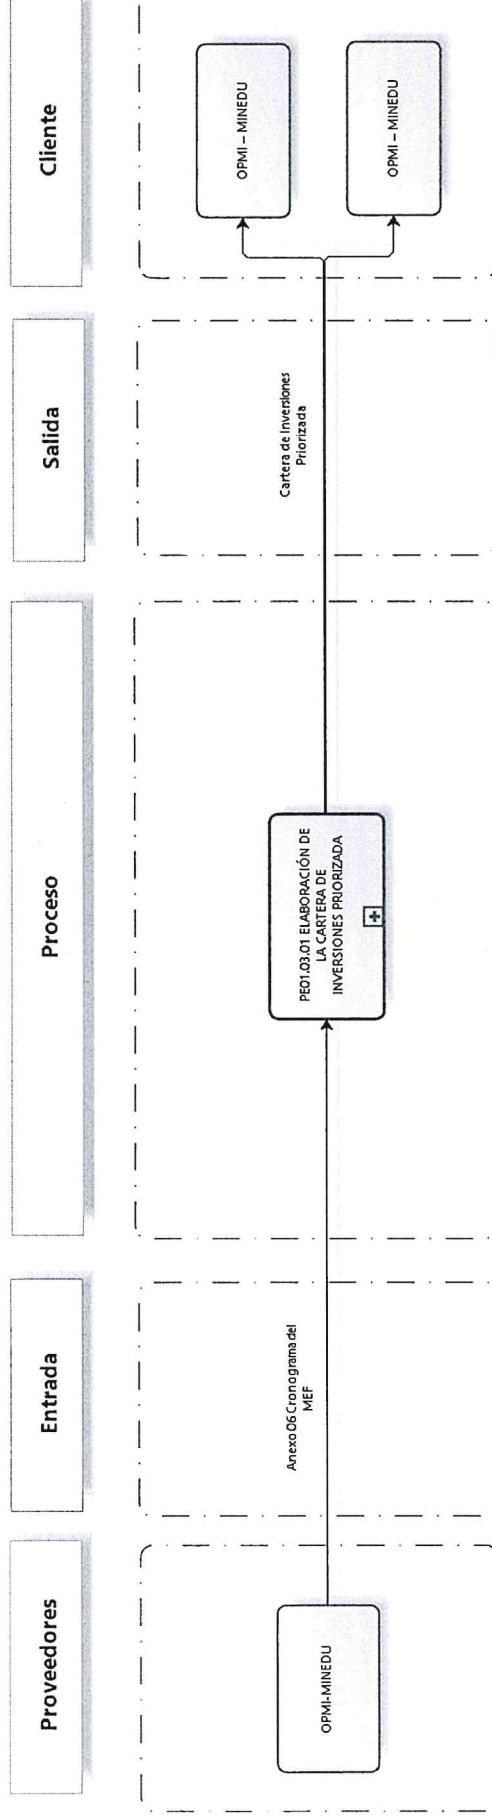 Proveedores
Entrada
Proceso
Salida
Cliente
OPMI-MINEDU
Anexo 06 Cronograma del
MEF
PE01.03.01 ELABORACIÓN DE
LA CARTERA DE
INVERSIONES PRIORIZADA
Cartera de Inversiones
Priorizada
OPMI – MINEDU
OPMI – MINEDU